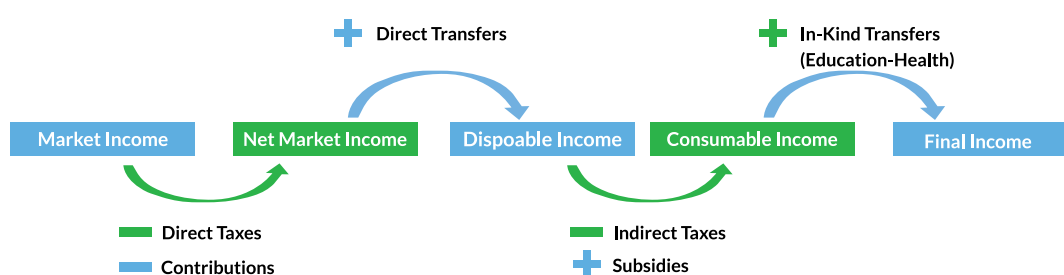 Direct Transfers
In-Kind Transfers
(Education-Health)
Market Income
Net Market Income
Dispoable Income
Consumable Income
Final Income
Direct Taxes
Contributions
Indirect Taxes
Subsidies